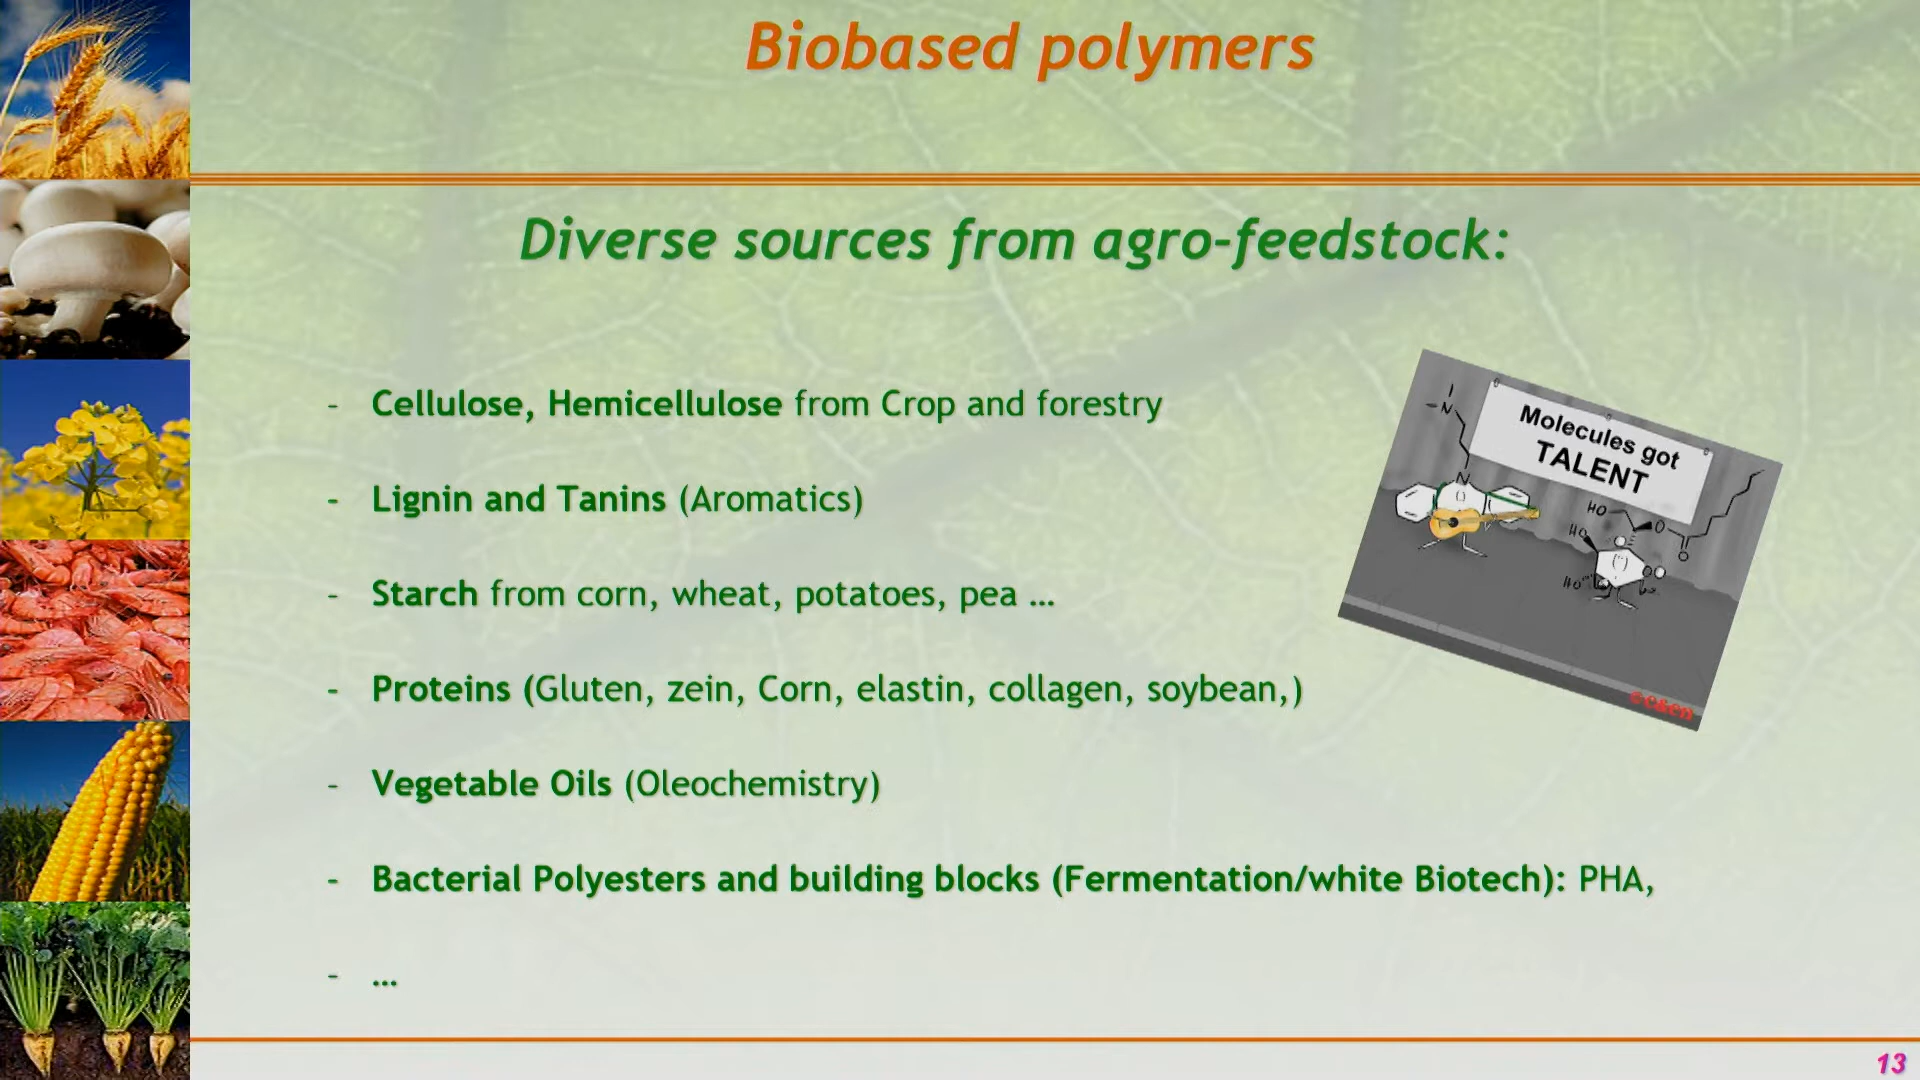 Biobased polymers
Diverse sources from agro-feedstock:
- Cellulose, Hemicellulose from Crop and forestry
- Lignin and Tanins (Aromatics)
- Starch from corn, wheat, potatoes, pea ...
- Proteins (Gluten, zein, Corn, elastin, collagen, soybean,)
- Vegetable Oils (Oleochemistry)
- Bacterial Polyesters and building blocks (Fermentation/white Biotech): PHA,
- ...
Molecules got
TALENT
N
N
HO
O
HO
O
HO
13